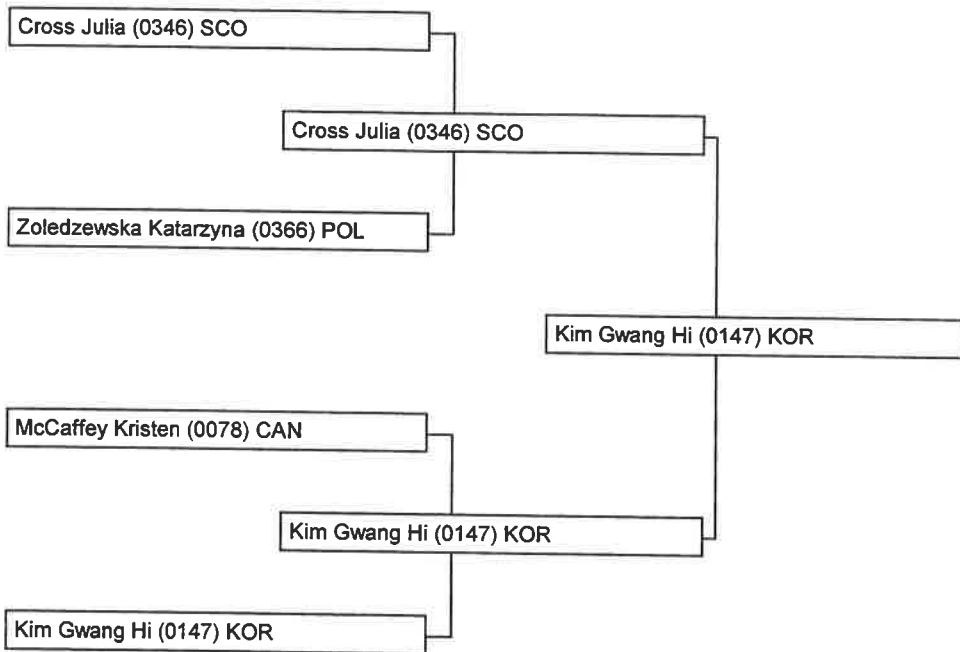 Cross Julia (0346) SCO
Cross Julia (0346) SCO
Zoledzewska Katarzyna (0366) POL
Kim Gwang Hi (0147) KOR
McCaffey Kristen (0078) CAN
Kim Gwang Hi (0147) KOR
Kim Gwang Hi (0147) KOR